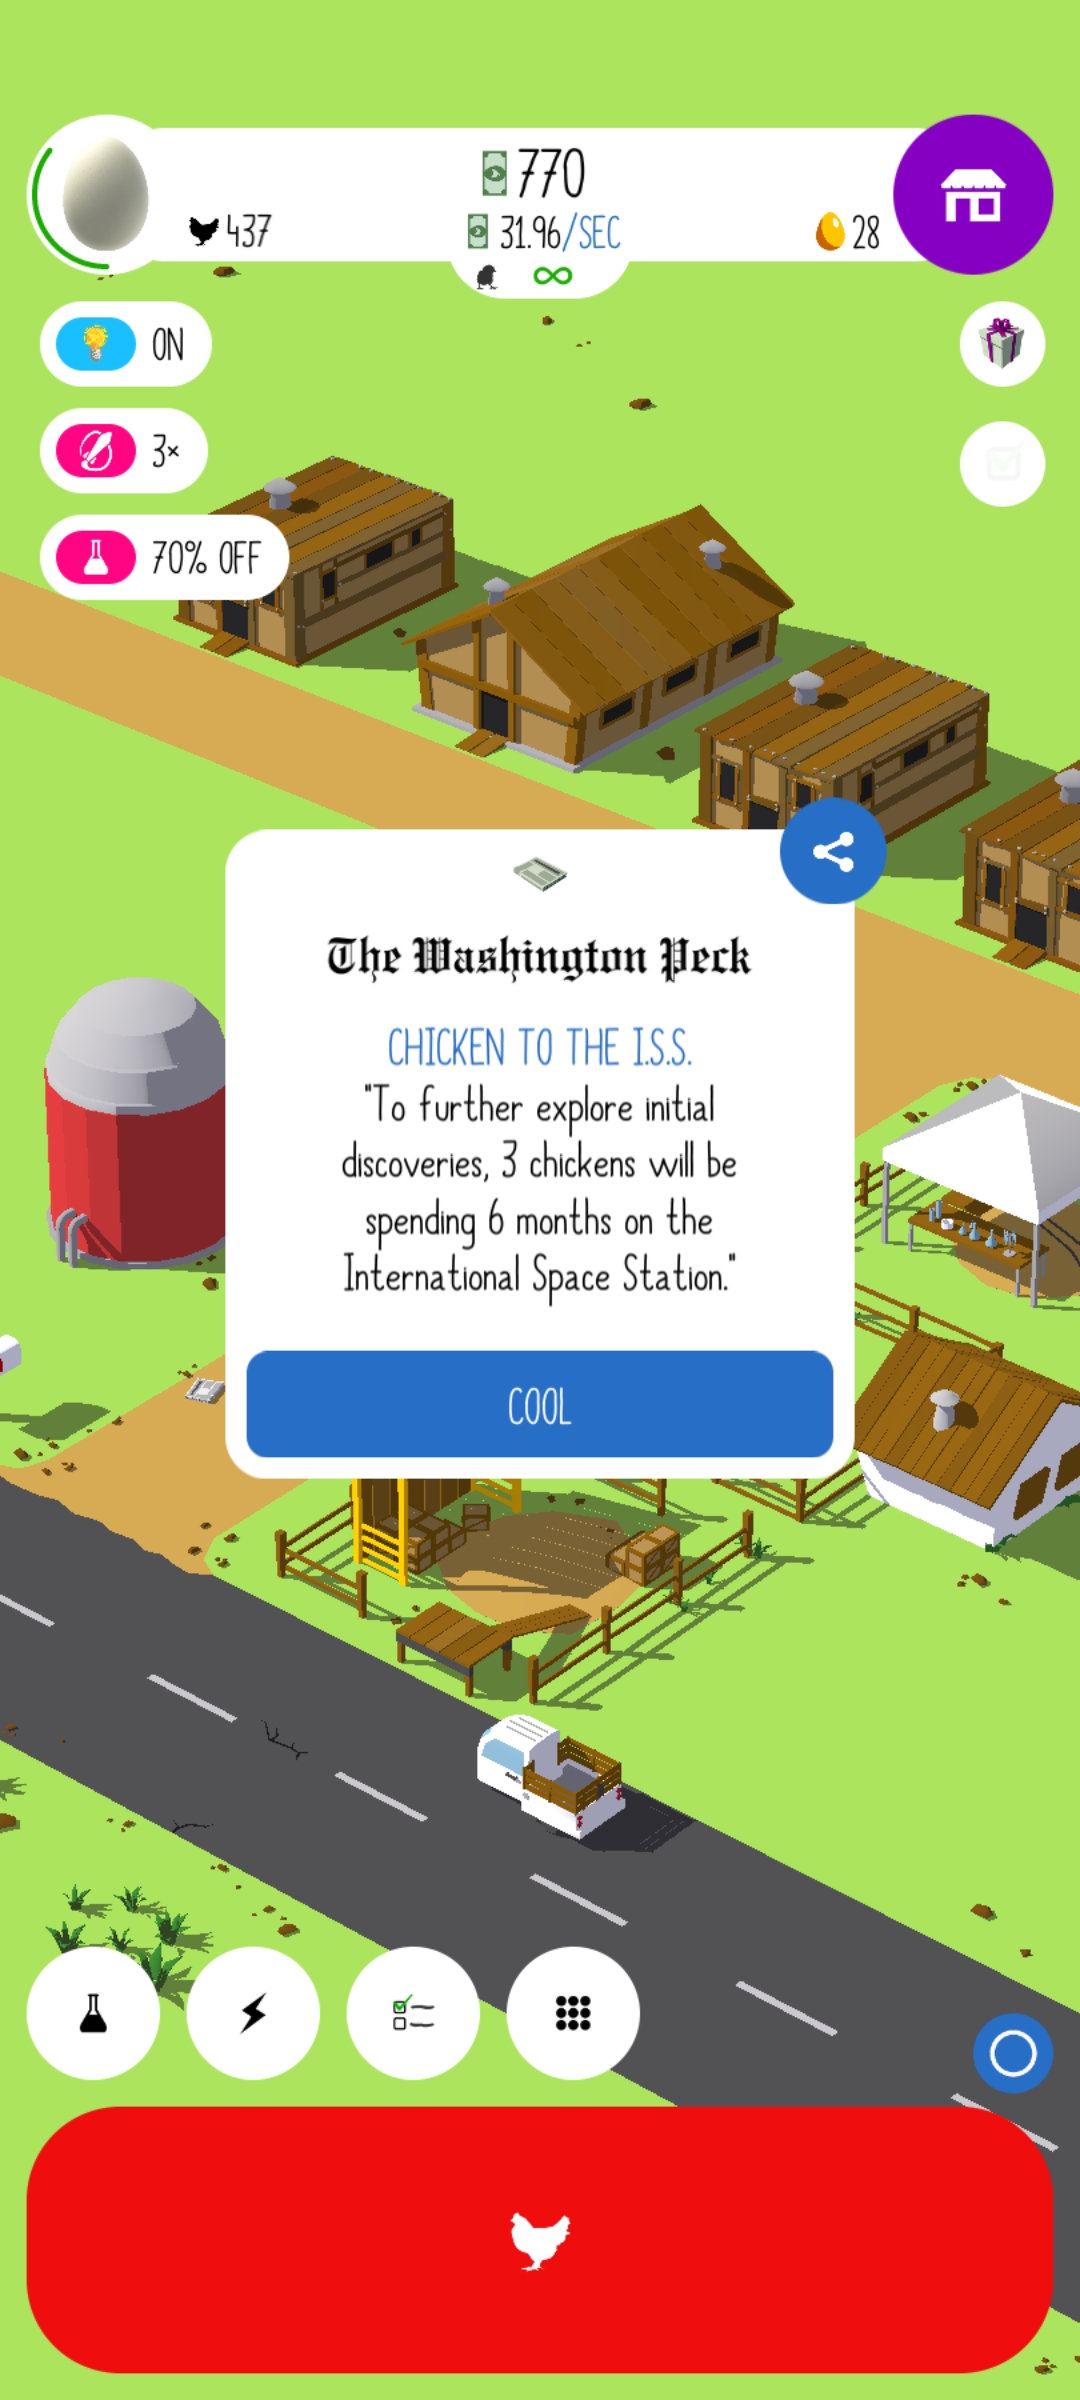 770
437
31.96/SEC
28
∞
ON
3×
70% OFF
The Washington Peck
CHICKEN TO THE I.S.S.
"To further explore initial
discoveries, 3 chickens will be
spending 6 months on the
International Space Station."
COOL